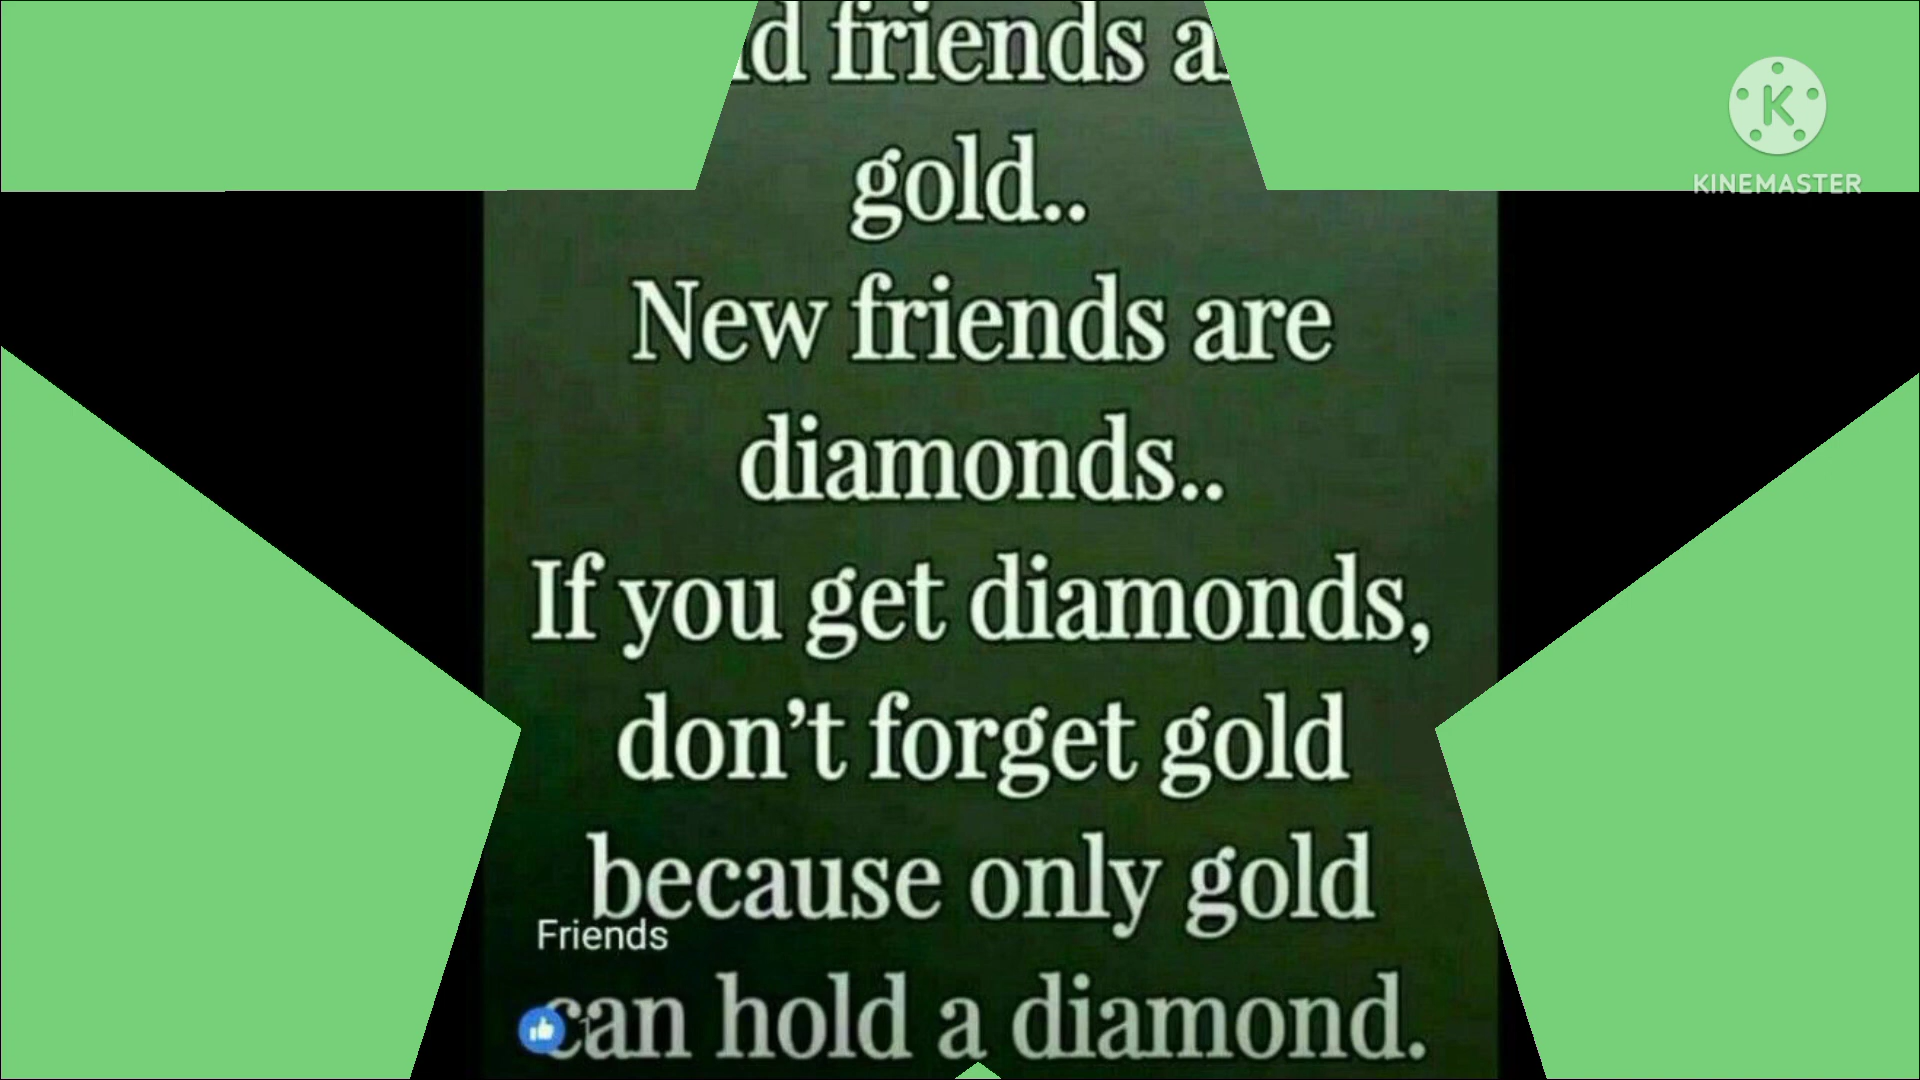 d friends a
gold..
New friends are
diamonds..
If you get diamonds,
don't forget gold
because only gold
Friends
can hold a diamond.
K
KINEMASTER